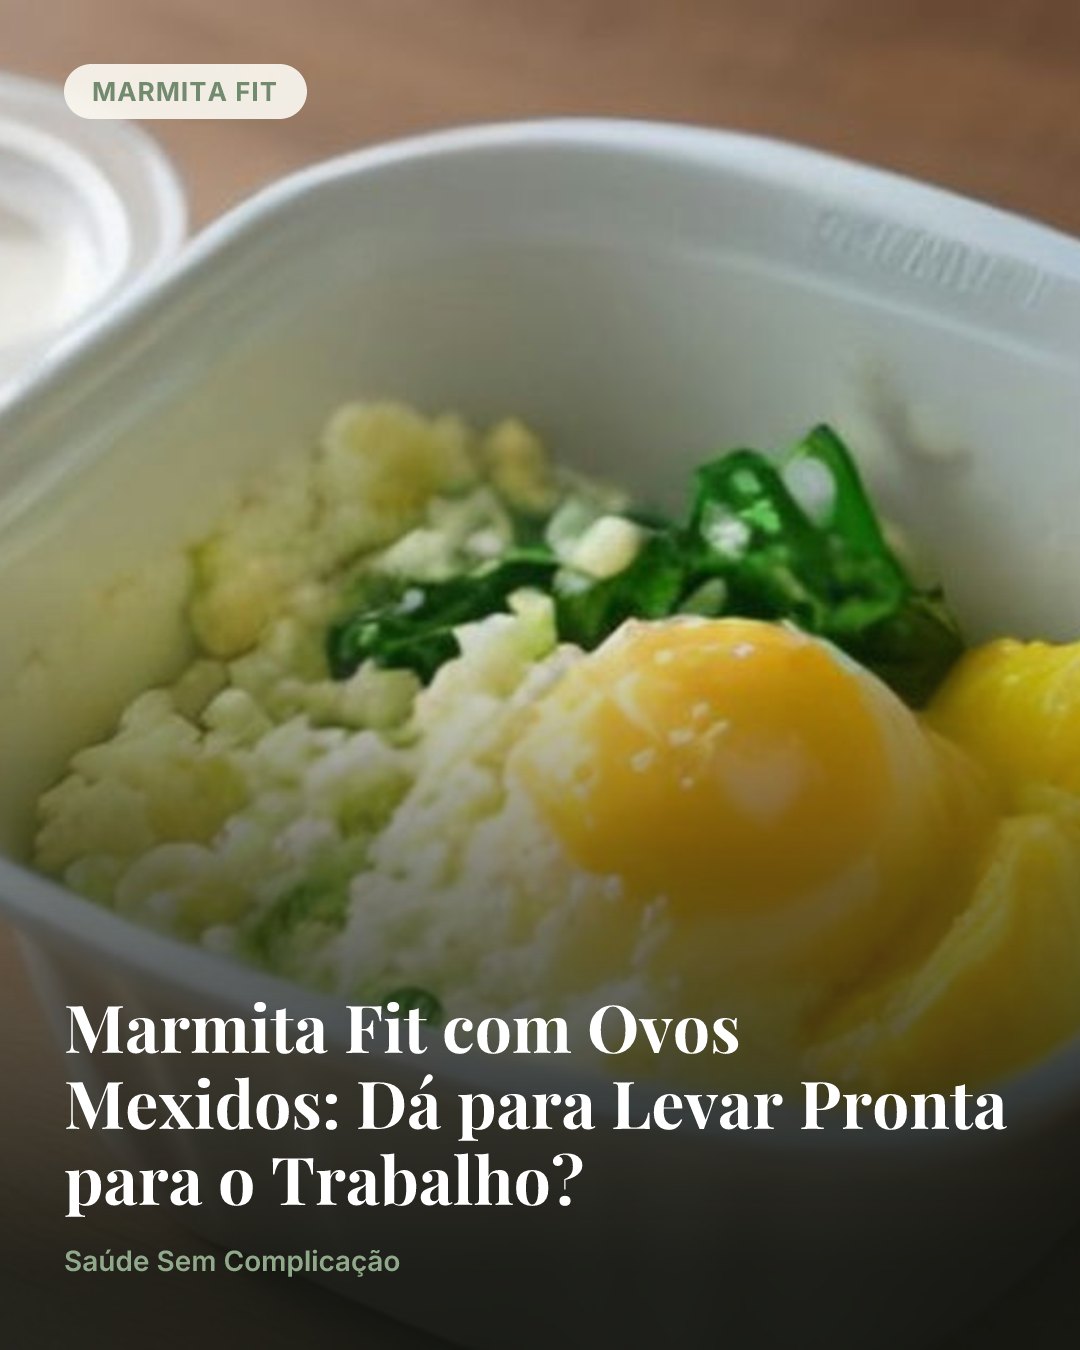 MARMITA FIT
Marmita Fit com Ovos
Mexidos: Dá para Levar Pronta
para o Trabalho?
Saúde Sem Complicação